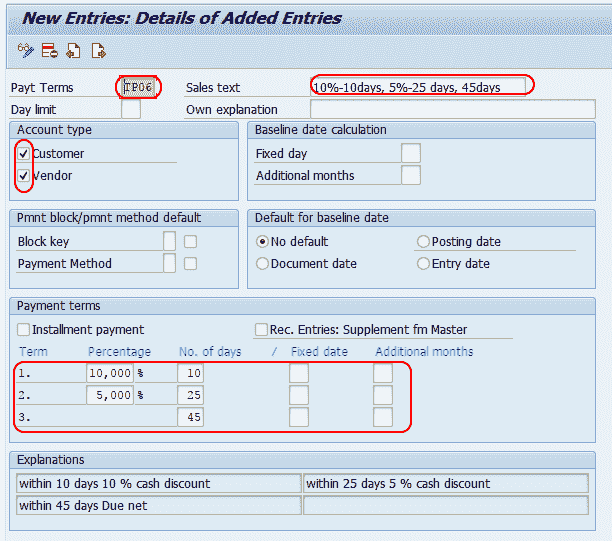 New Entries: Details of Added Entries
Payt Terms TP06 Sales text 10%-10days, 5%-25 days, 45days
Day limit Own explanation
Account type Baseline date calculation
Customer Fixed day
Vendor Additional months
Pmnt block/pmnt method default Default for baseline date
Block key No default Posting date
Payment Method Document date Entry date
Payment terms
Installment payment Rec. Entries: Supplement fm Master
Term Percentage No. of days / Fixed date Additional months
1. 10,000 % 10
2. 5,000 % 25
3. 45
Explanations
within 10 days 10 % cash discount within 25 days 5 % cash discount
within 45 days Due net